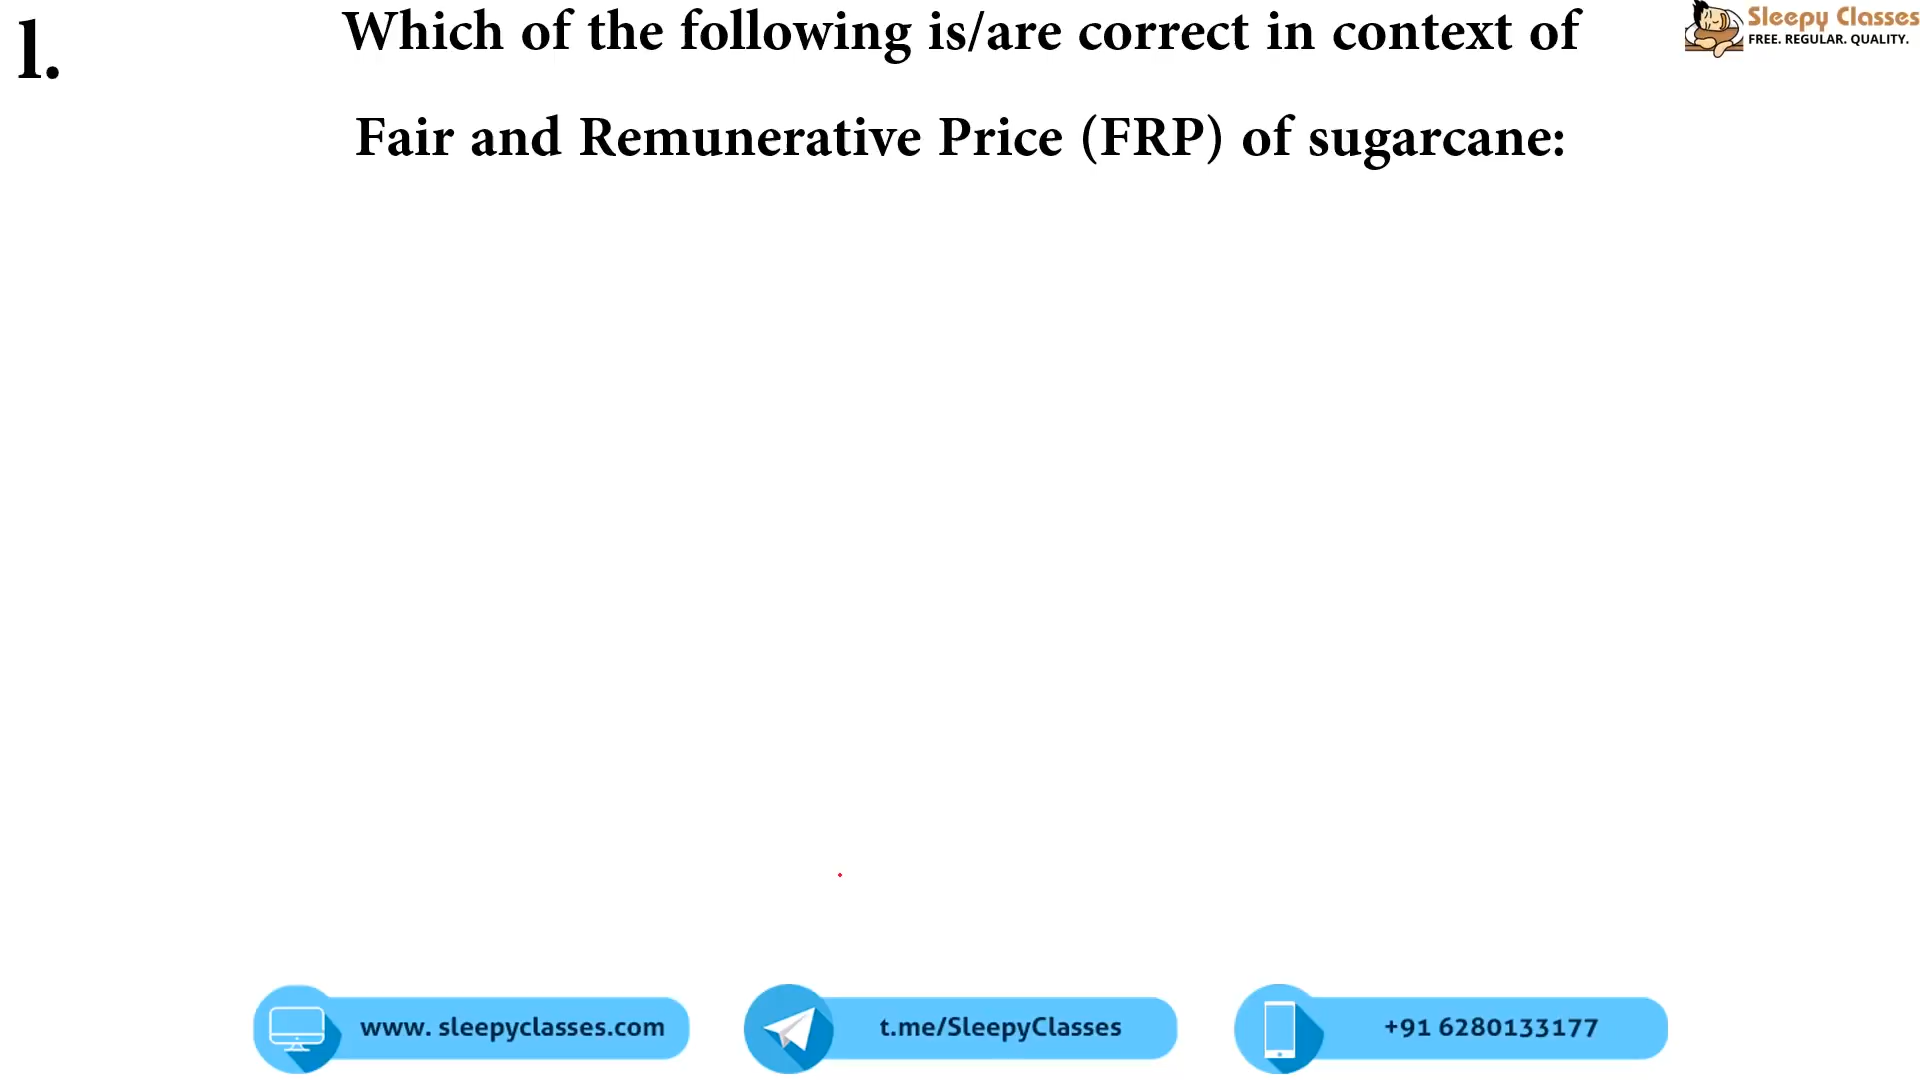 1.
Which of the following is/are correct in context of
Fair and Remunerative Price (FRP) of sugarcane:
Sleepy Classes
FREE. REGULAR. QUALITY.
www. sleepyclasses.com
t.me/SleepyClasses
+91 6280133177